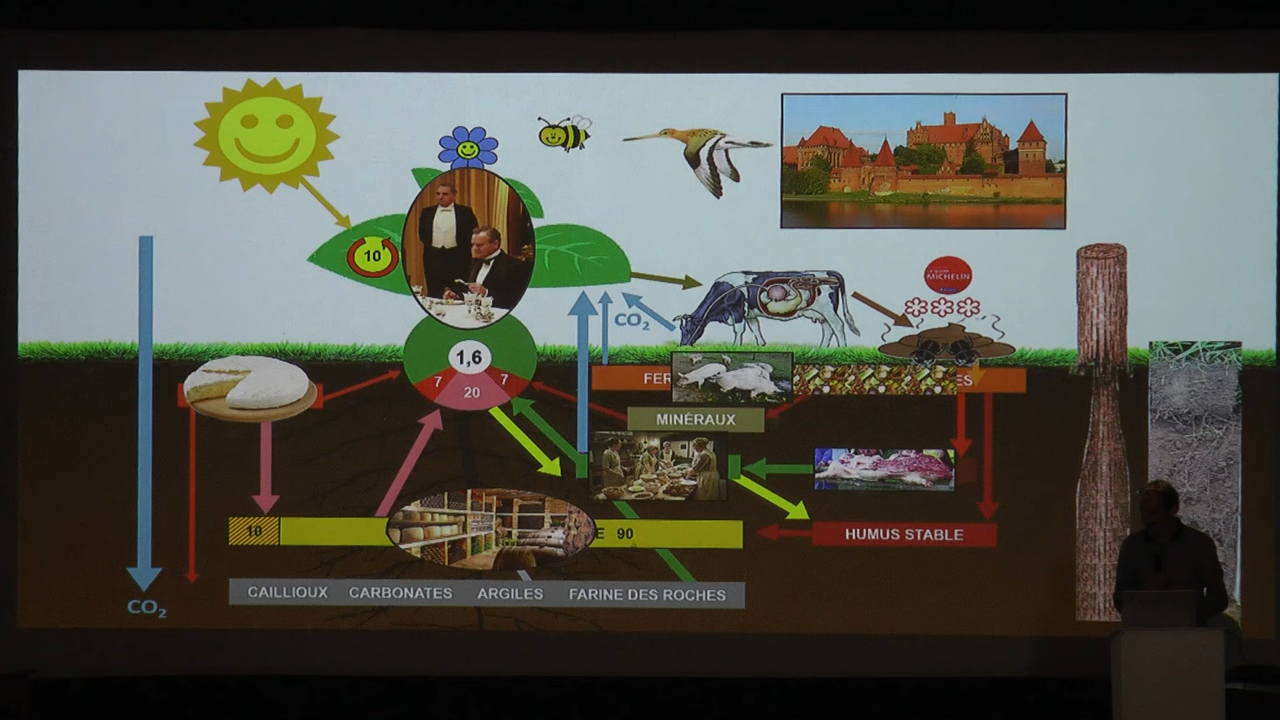 10
MICHELIN
CO₂
1,6
7
7
20
FER
ES
MINÉRAUX
10
E 90
HUMUS STABLE
CAILLIOUX CARBONATES ARGILES FARINE DES ROCHES
CO₂